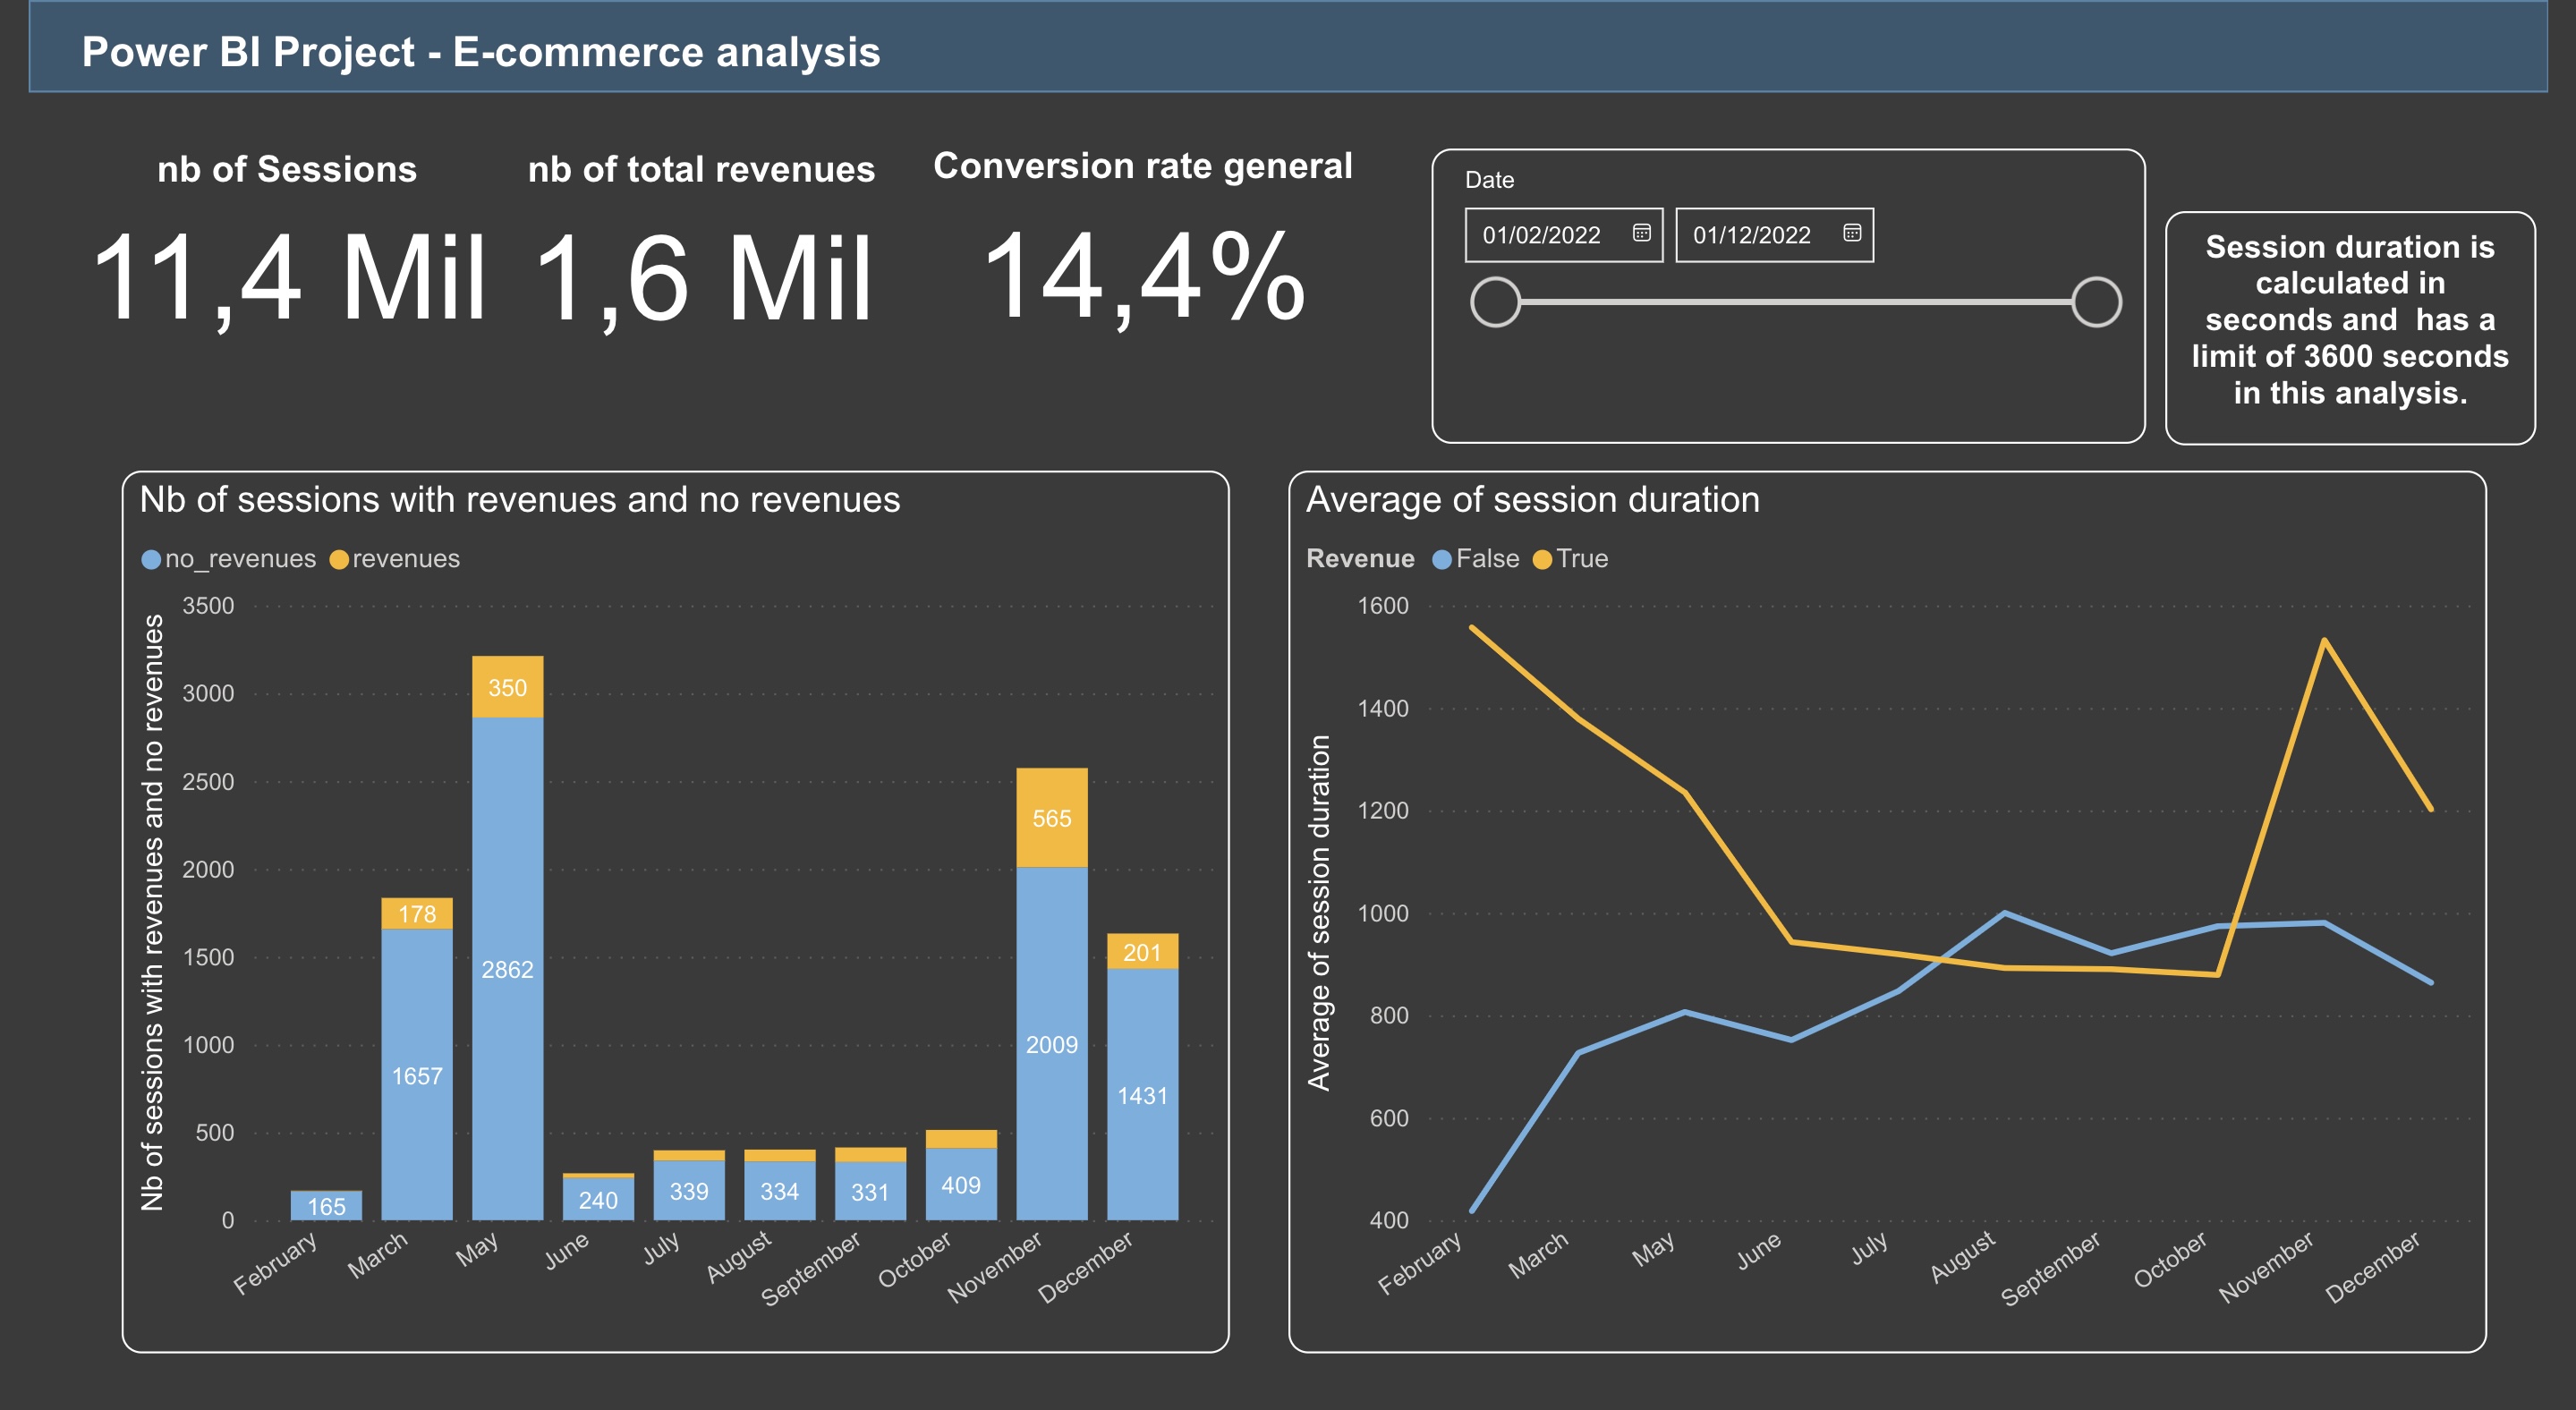 Power BI Project - E-commerce analysis
nb of Sessions
11,4 Mil
nb of total revenues
1,6 Mil
Conversion rate general
14,4%
Date
01/02/2022
01/12/2022
Session duration is
calculated in
seconds and  has a
limit of 3600 seconds
in this analysis.
Nb of sessions with revenues and no revenues
no_revenues
revenues
Nb of sessions with revenues and no revenues
3500
3000
2500
2000
1500
1000
500
0
165
178
1657
350
2862
240
339
334
331
409
565
2009
201
1431
February
March
May
June
July
August
September
October
November
December
Average of session duration
Revenue
False
True
Average of session duration
1600
1400
1200
1000
800
600
400
February
March
May
June
July
August
September
October
November
December